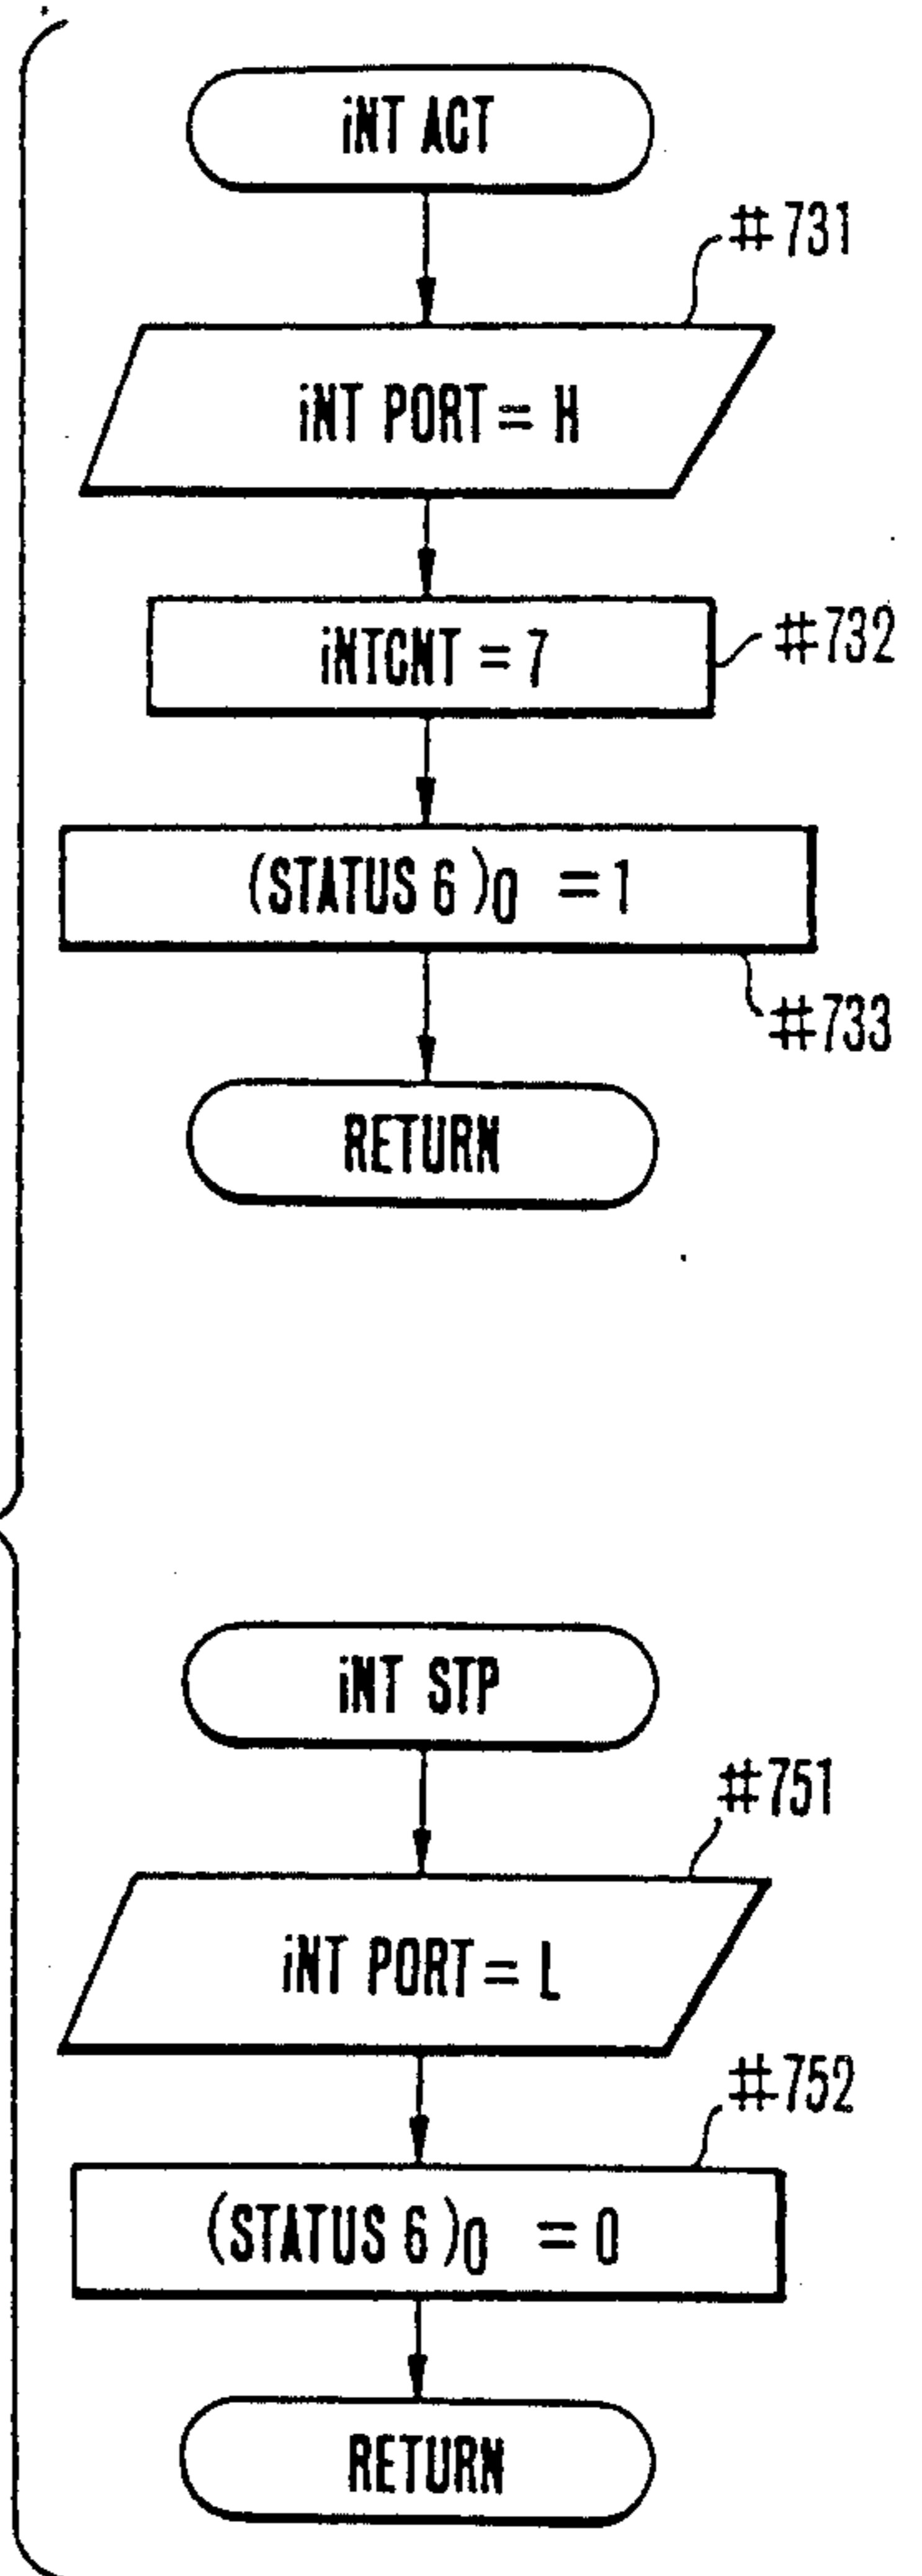 iNT ACT
#731
iNT PORT = H
iNTCNT = 7
#732
(STATUS 6)0 = 1
#733
RETURN
iNT STP
#751
iNT PORT = L
#752
(STATUS 6)0 = 0
RETURN